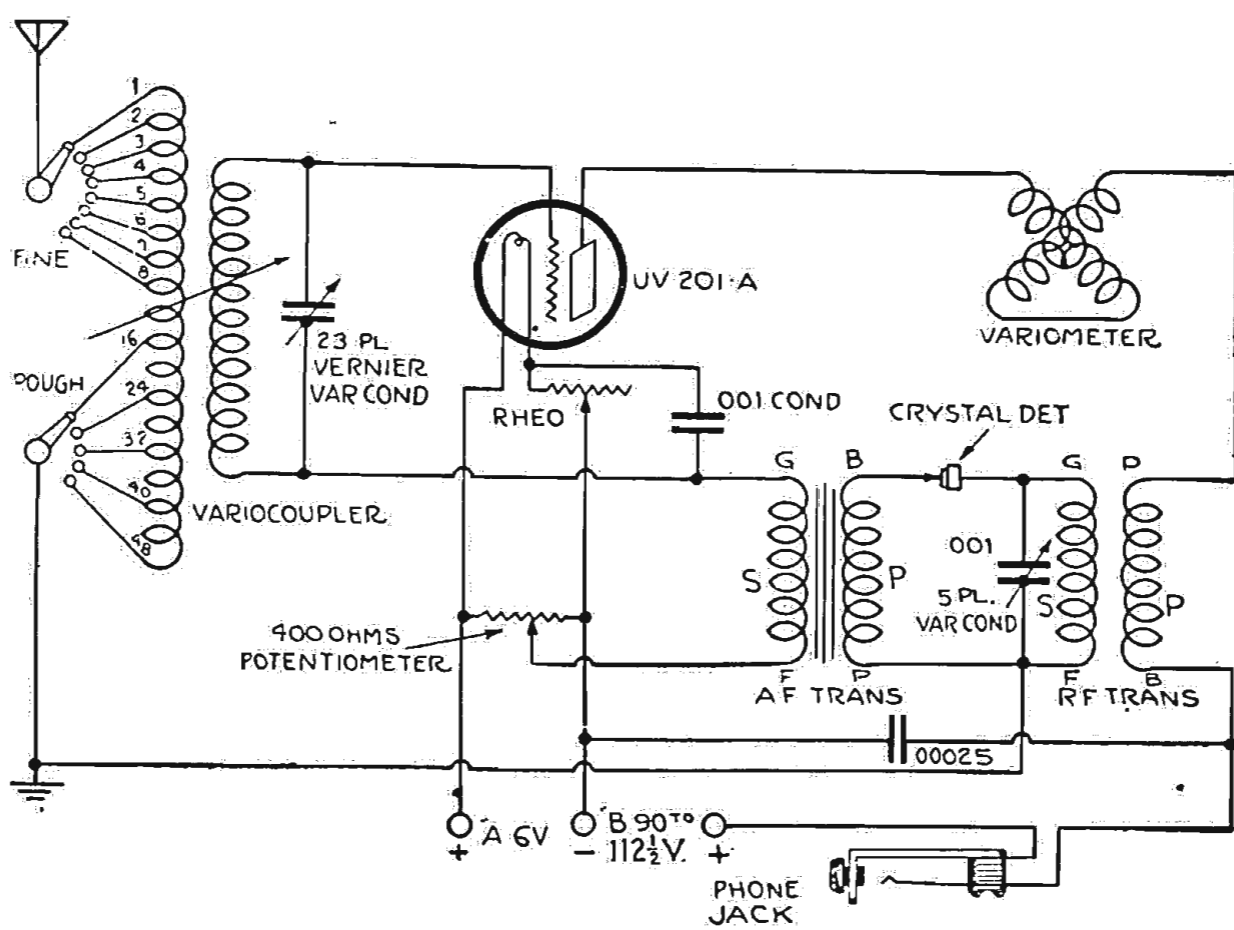 1
2
3
4
5
6
7
8
FINE
16
ROUGH
24
32
40
48
VARIOCOUPLER
23 PL
VERNIER
VAR COND
UV 201-A
RHEO
001 COND
VARIOMETER
CRYSTAL DET
G
B
G
P
S
P
001
5 PL.
VAR COND
S
P
400 OHMS
POTENTIOMETER
F
P
F
B
AF TRANS
RF TRANS
00025
A 6V
+
B 90 TO
112½ V.
-
+
PHONE
JACK